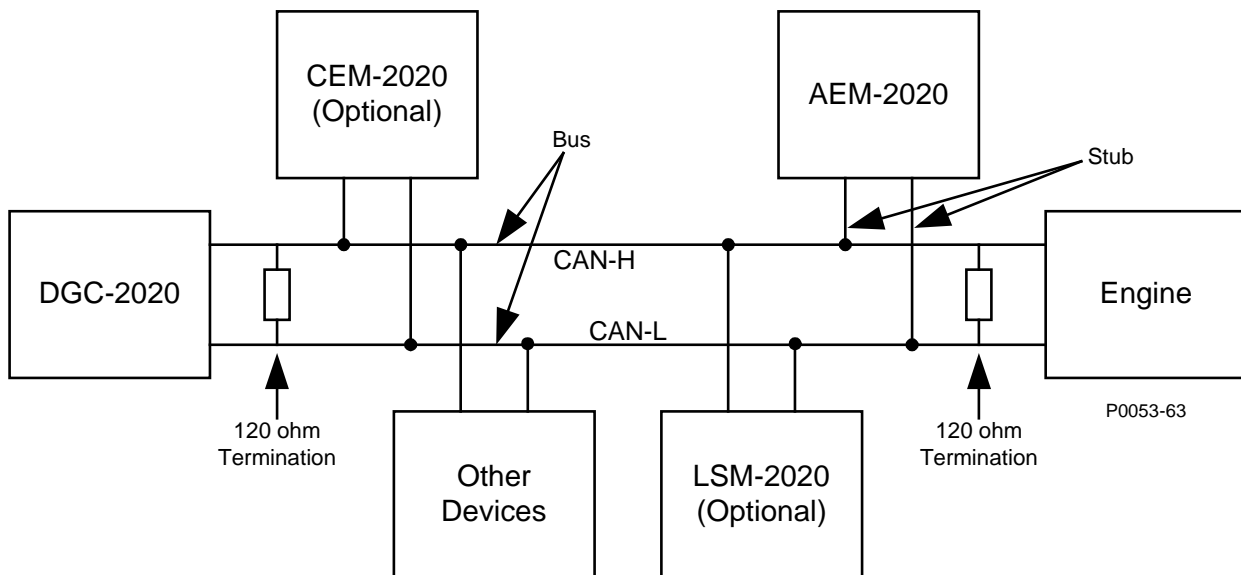 CEM-2020
(Optional)
AEM-2020
Bus
Stub
DGC-2020
CAN-H
Engine
CAN-L
P0053-63
120 ohm
Termination
Other
Devices
LSM-2020
(Optional)
120 ohm
Termination